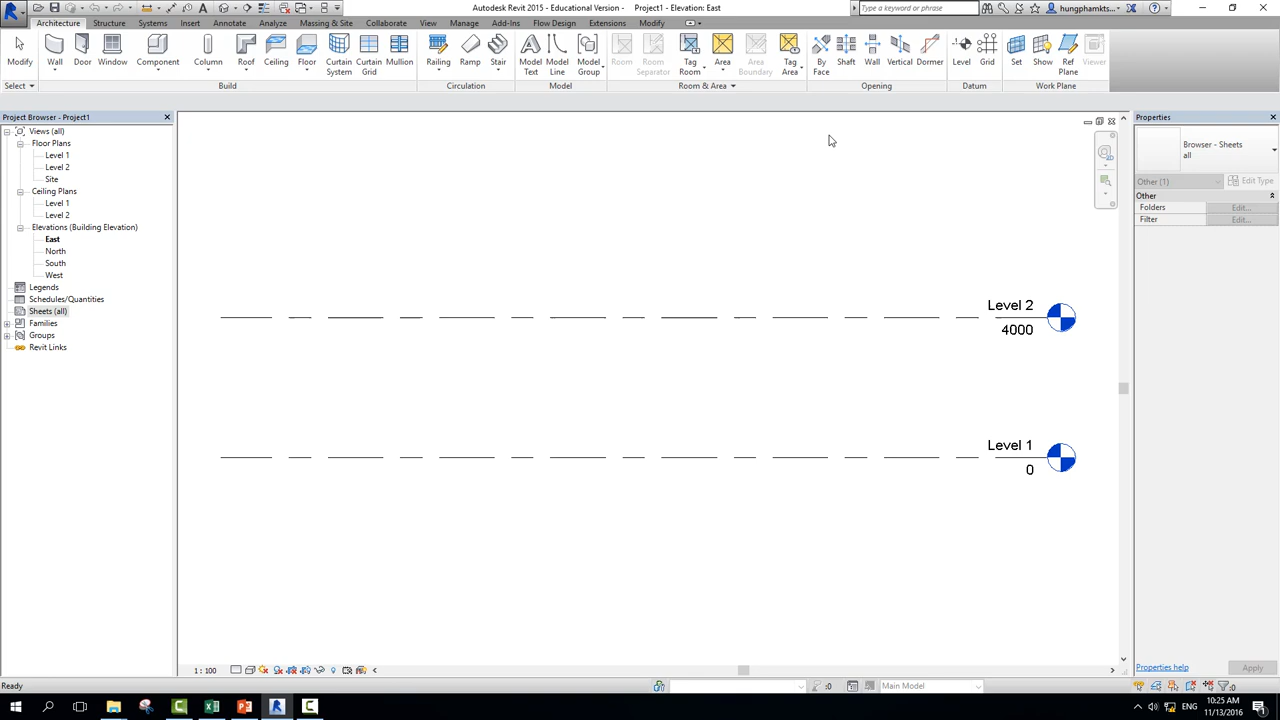 Autodesk Revit 2015 - Educational Version -    Project1 - Elevation: East
Type a keyword or phrase
hungphamkts...
Architecture Structure Systems Insert Annotate Analyze Massing & Site Collaborate View Manage Add-Ins Flow Design Extensions Modify
Modify Wall Door Window Component Column Roof Ceiling Floor Curtain System Curtain Grid Mullion Railing Ramp Stair Model Text Model Line Model Group Room Room Separator Tag Room Area Area Boundary Tag Area By Face Shaft Wall Vertical Dormer Level Grid Set Show Ref Plane Viewer
Select Build Circulation Model Room & Area Opening Datum Work Plane
Project Browser - Project1
Views (all)
Floor Plans
Level 1
Level 2
Site
Ceiling Plans
Level 1
Level 2
Elevations (Building Elevation)
East
North
South
West
Legends
Schedules/Quantities
Sheets (all)
Families
Groups
Revit Links
Level 2
4000
Level 1
0
Properties
Browser - Sheets
all
Other (1)
Edit Type
Other
Folders Edit...
Filter Edit...
Properties help
Apply
1 : 100
Ready
:0
Main Model
:0
ENG
10:25 AM
11/13/2016